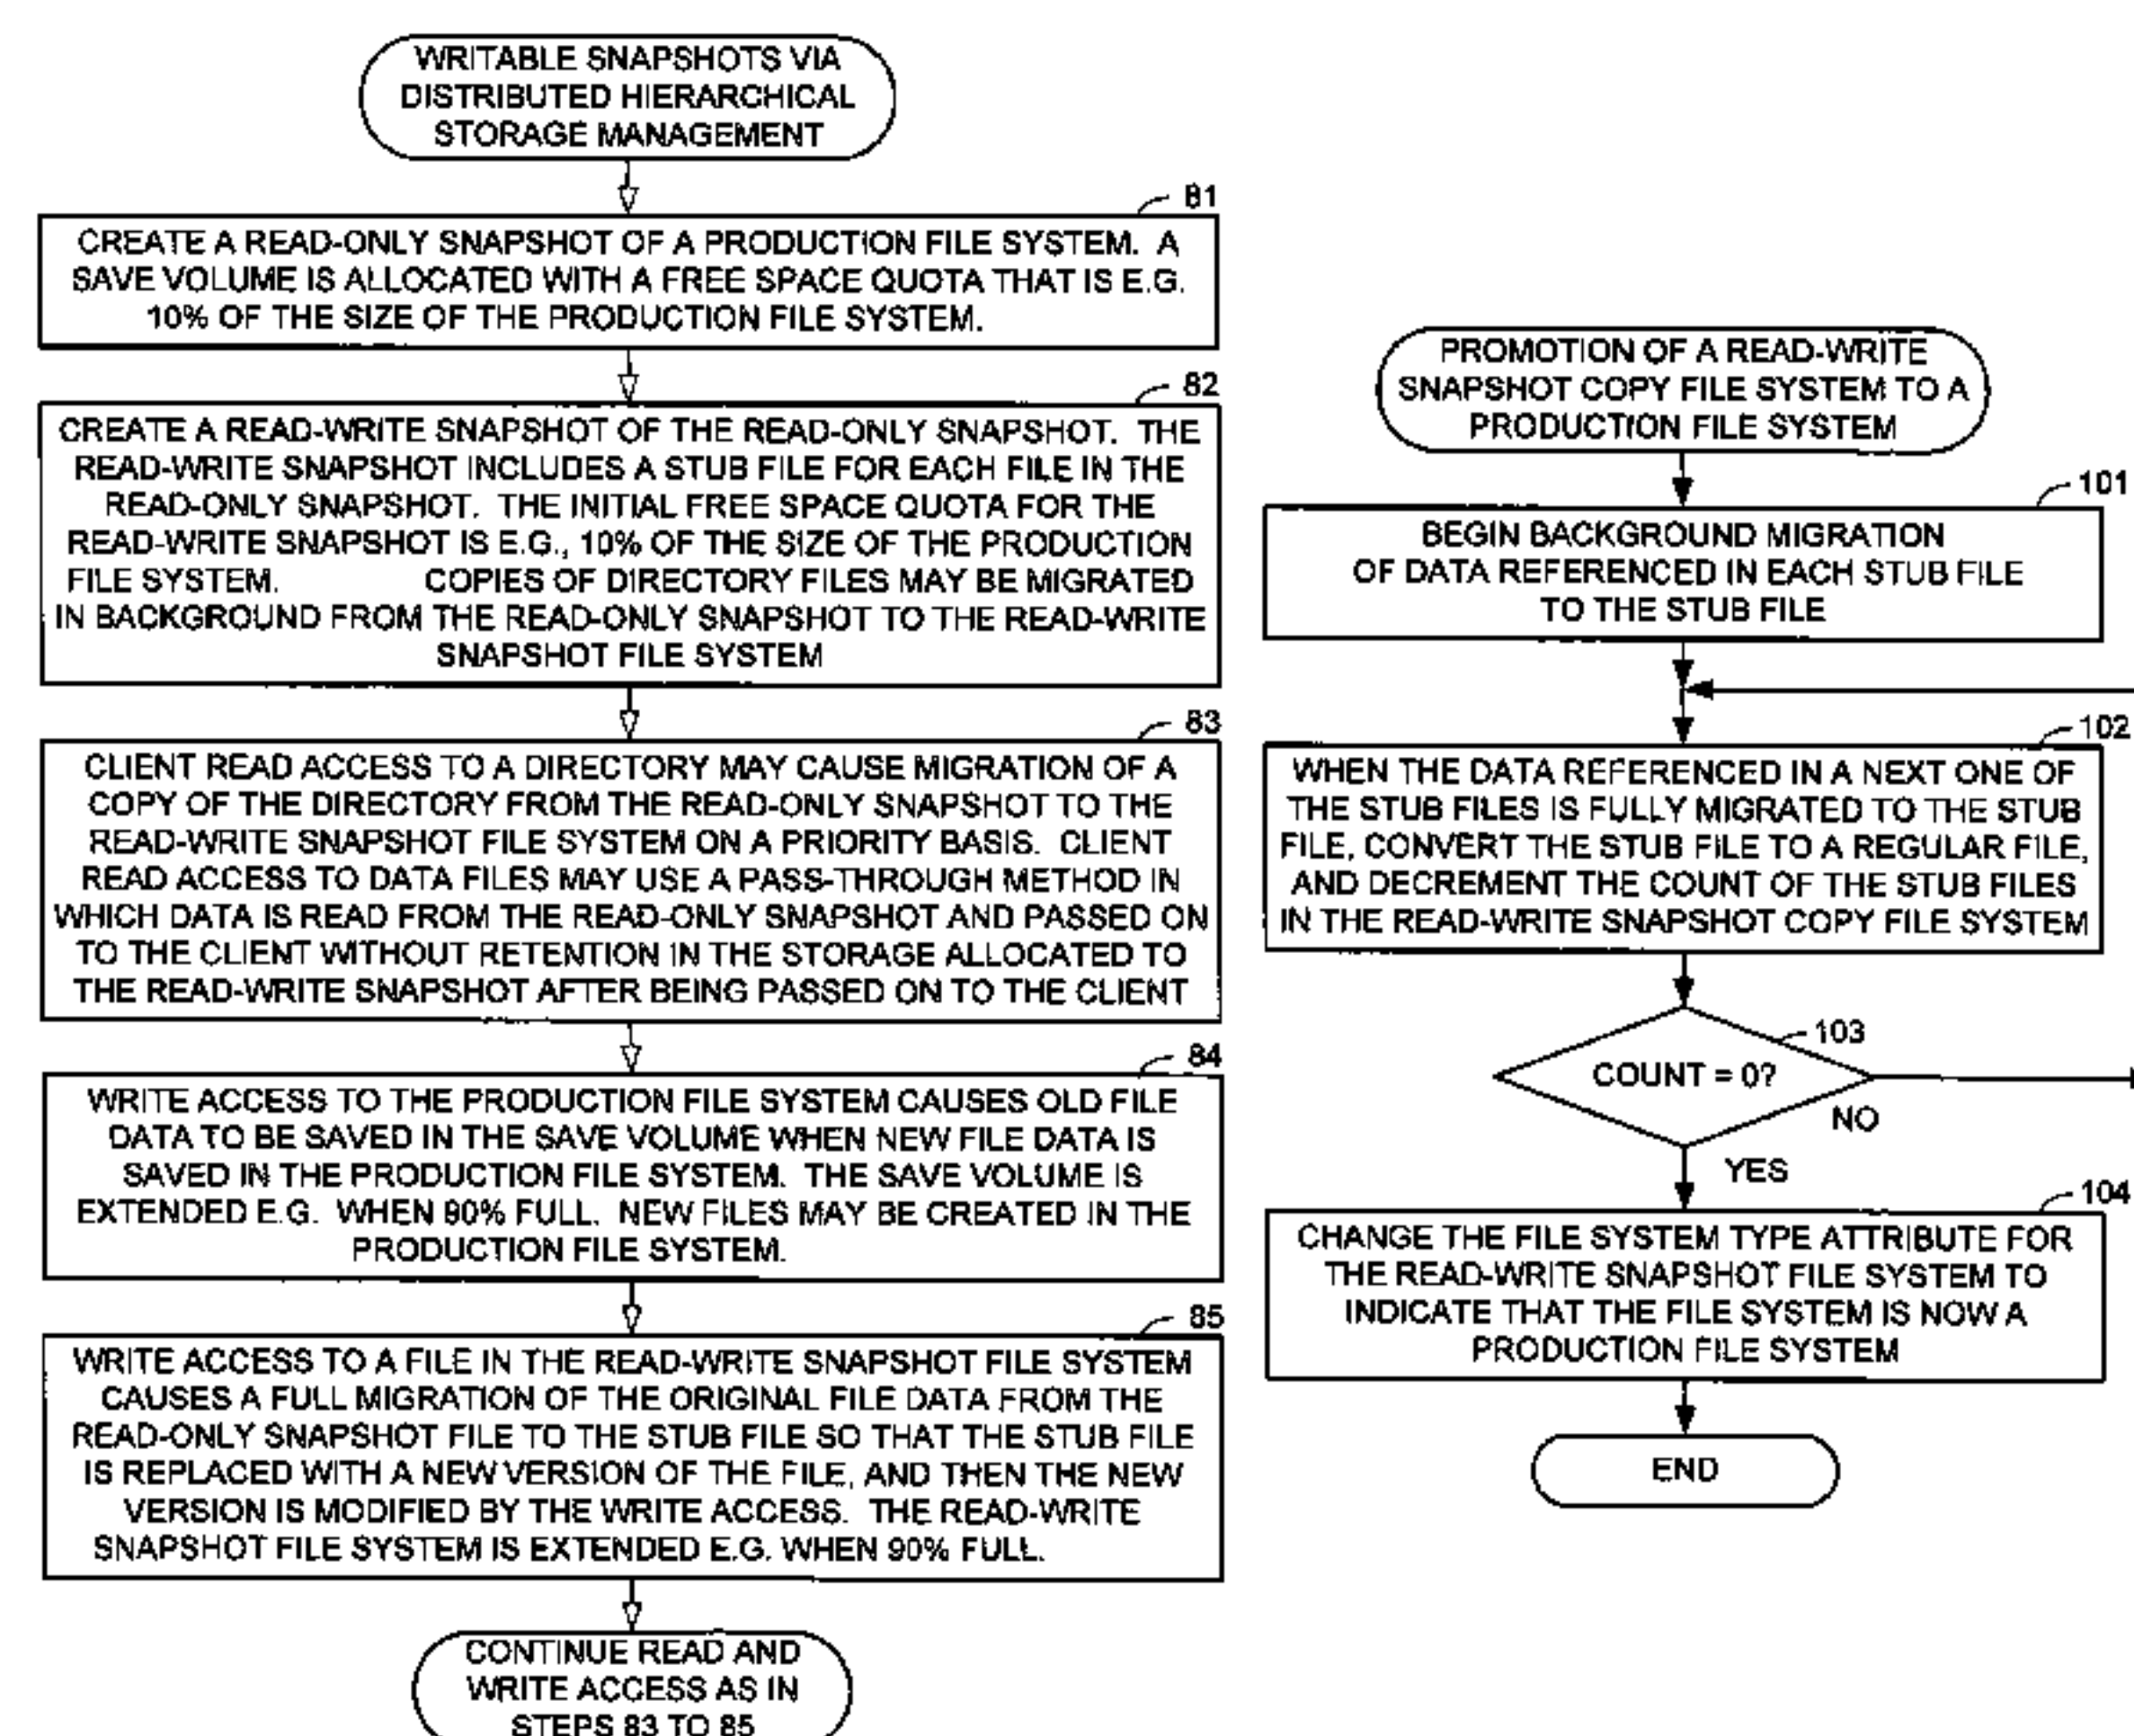 WRITABLE SNAPSHOTS VIA
DISTRIBUTED HIERARCHICAL
STORAGE MANAGEMENT
81
CREATE A READ-ONLY SNAPSHOT OF A PRODUCTION FILE SYSTEM. A
SAVE VOLUME IS ALLOCATED WITH A FREE SPACE QUOTA THAT IS E.G.
10% OF THE SIZE OF THE PRODUCTION FILE SYSTEM.
82
CREATE A READ-WRITE SNAPSHOT OF THE READ-ONLY SNAPSHOT. THE
READ-WRITE SNAPSHOT INCLUDES A STUB FILE FOR EACH FILE IN THE
READ-ONLY SNAPSHOT. THE INITIAL FREE SPACE QUOTA FOR THE
READ-WRITE SNAPSHOT IS E.G., 10% OF THE SIZE OF THE PRODUCTION
FILE SYSTEM. COPIES OF DIRECTORY FILES MAY BE MIGRATED
IN BACKGROUND FROM THE READ-ONLY SNAPSHOT TO THE READ-WRITE
SNAPSHOT FILE SYSTEM
83
CLIENT READ ACCESS TO A DIRECTORY MAY CAUSE MIGRATION OF A
COPY OF THE DIRECTORY FROM THE READ-ONLY SNAPSHOT TO THE
READ-WRITE SNAPSHOT FILE SYSTEM ON A PRIORITY BASIS. CLIENT
READ ACCESS TO DATA FILES MAY USE A PASS-THROUGH METHOD IN
WHICH DATA IS READ FROM THE READ-ONLY SNAPSHOT AND PASSED ON
TO THE CLIENT WITHOUT RETENTION IN THE STORAGE ALLOCATED TO
THE READ-WRITE SNAPSHOT AFTER BEING PASSED ON TO THE CLIENT
84
WRITE ACCESS TO THE PRODUCTION FILE SYSTEM CAUSES OLD FILE
DATA TO BE SAVED IN THE SAVE VOLUME WHEN NEW FILE DATA IS
SAVED IN THE PRODUCTION FILE SYSTEM. THE SAVE VOLUME IS
EXTENDED E.G. WHEN 90% FULL. NEW FILES MAY BE CREATED IN THE
PRODUCTION FILE SYSTEM.
85
WRITE ACCESS TO A FILE IN THE READ-WRITE SNAPSHOT FILE SYSTEM
CAUSES A FULL MIGRATION OF THE ORIGINAL FILE DATA FROM THE
READ-ONLY SNAPSHOT FILE TO THE STUB FILE SO THAT THE STUB FILE
IS REPLACED WITH A NEW VERSION OF THE FILE, AND THEN THE NEW
VERSION IS MODIFIED BY THE WRITE ACCESS. THE READ-WRITE
SNAPSHOT FILE SYSTEM IS EXTENDED E.G. WHEN 90% FULL.
CONTINUE READ AND
WRITE ACCESS AS IN
STEPS 83 TO 85
PROMOTION OF A READ-WRITE
SNAPSHOT COPY FILE SYSTEM TO A
PRODUCTION FILE SYSTEM
101
BEGIN BACKGROUND MIGRATION
OF DATA REFERENCED IN EACH STUB FILE
TO THE STUB FILE
102
WHEN THE DATA REFERENCED IN A NEXT ONE OF
THE STUB FILES IS FULLY MIGRATED TO THE STUB
FILE, CONVERT THE STUB FILE TO A REGULAR FILE,
AND DECREMENT THE COUNT OF THE STUB FILES
IN THE READ-WRITE SNAPSHOT COPY FILE SYSTEM
103
COUNT = 0?
NO
YES
104
CHANGE THE FILE SYSTEM TYPE ATTRIBUTE FOR
THE READ-WRITE SNAPSHOT FILE SYSTEM TO
INDICATE THAT THE FILE SYSTEM IS NOW A
PRODUCTION FILE SYSTEM
END